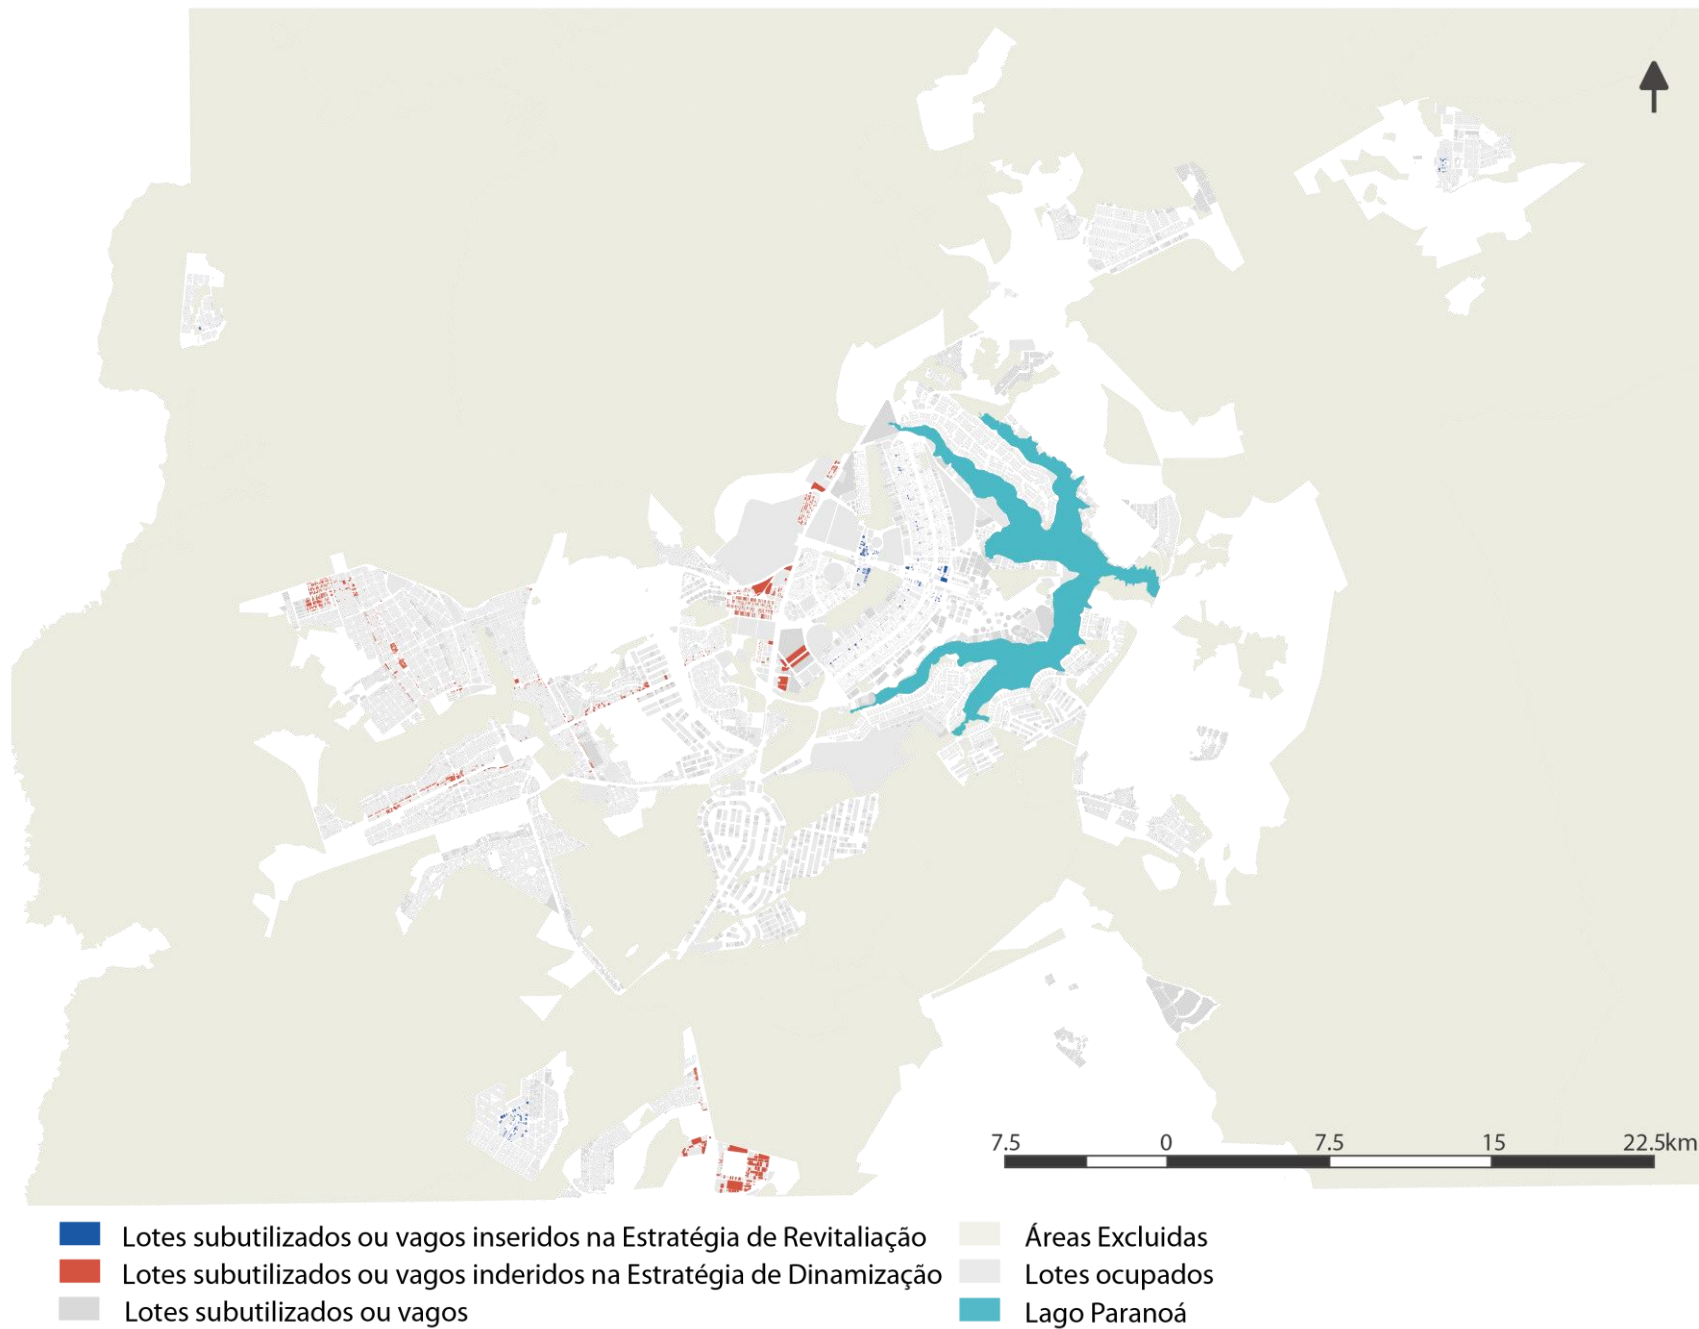 7.5 0 7.5 15 22.5km
Lotes subutilizados ou vagos inseridos na Estratégia de Revitaliação
Lotes subutilizados ou vagos inderidos na Estratégia de Dinamização
Lotes subutilizados ou vagos
Áreas Excluidas
Lotes ocupados
Lago Paranoá